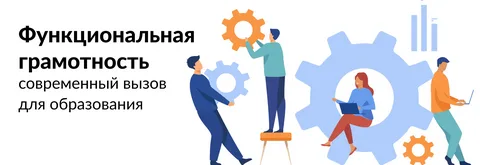 Функциональная
грамотность
современный вызов
для образования